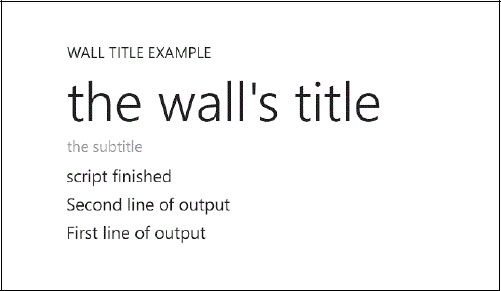 WALL TITLE EXAMPLE
the wall's title
the subtitle
script finished
Second line of output
First line of output